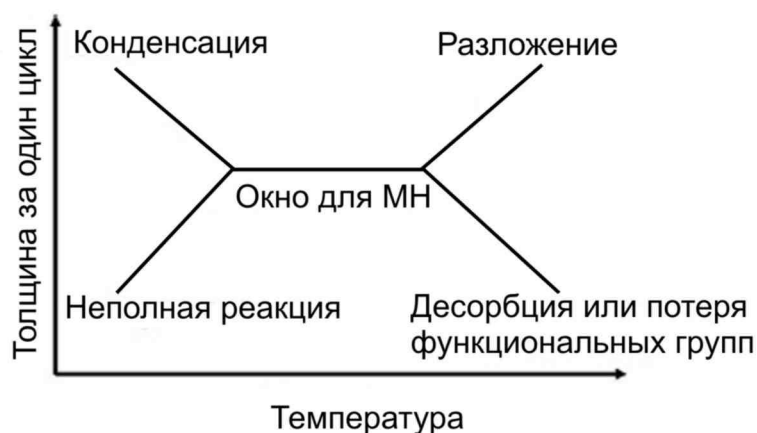 Толщина за один цикл
Конденсация
Разложение
Окно для МН
Неполная реакция
Десорбция или потеря
функциональных групп
Температура